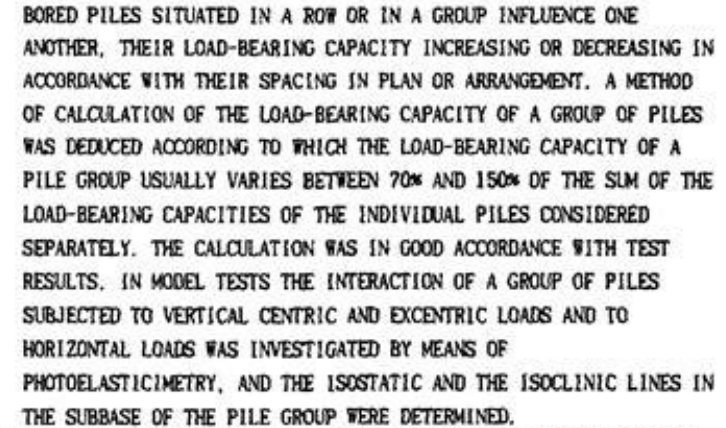 BORED PILES SITUATED IN A ROW OR IN A GROUP INFLUENCE ONE
ANOTHER, THEIR LOAD-BEARING CAPACITY INCREASING OR DECREASING IN
ACCORDANCE WITH THEIR SPACING IN PLAN OR ARRANGEMENT. A METHOD
OF CALCULATION OF THE LOAD-BEARING CAPACITY OF A GROUP OF PILES
WAS DEDUCED ACCORDING TO WHICH THE LOAD-BEARING CAPACITY OF A
PILE GROUP USUALLY VARIES BETWEEN 70% AND 150% OF THE SUM OF THE
LOAD-BEARING CAPACITIES OF THE INDIVIDUAL PILES CONSIDERED
SEPARATELY. THE CALCULATION WAS IN GOOD ACCORDANCE WITH TEST
RESULTS. IN MODEL TESTS THE INTERACTION OF A GROUP OF PILES
SUBJECTED TO VERTICAL CENTRIC AND EXCENTRIC LOADS AND TO
HORIZONTAL LOADS WAS INVESTIGATED BY MEANS OF
PHOTOELASTICIMETRY, AND THE ISOSTATIC AND THE ISOCLINIC LINES IN
THE SUBBASE OF THE PILE GROUP WERE DETERMINED.